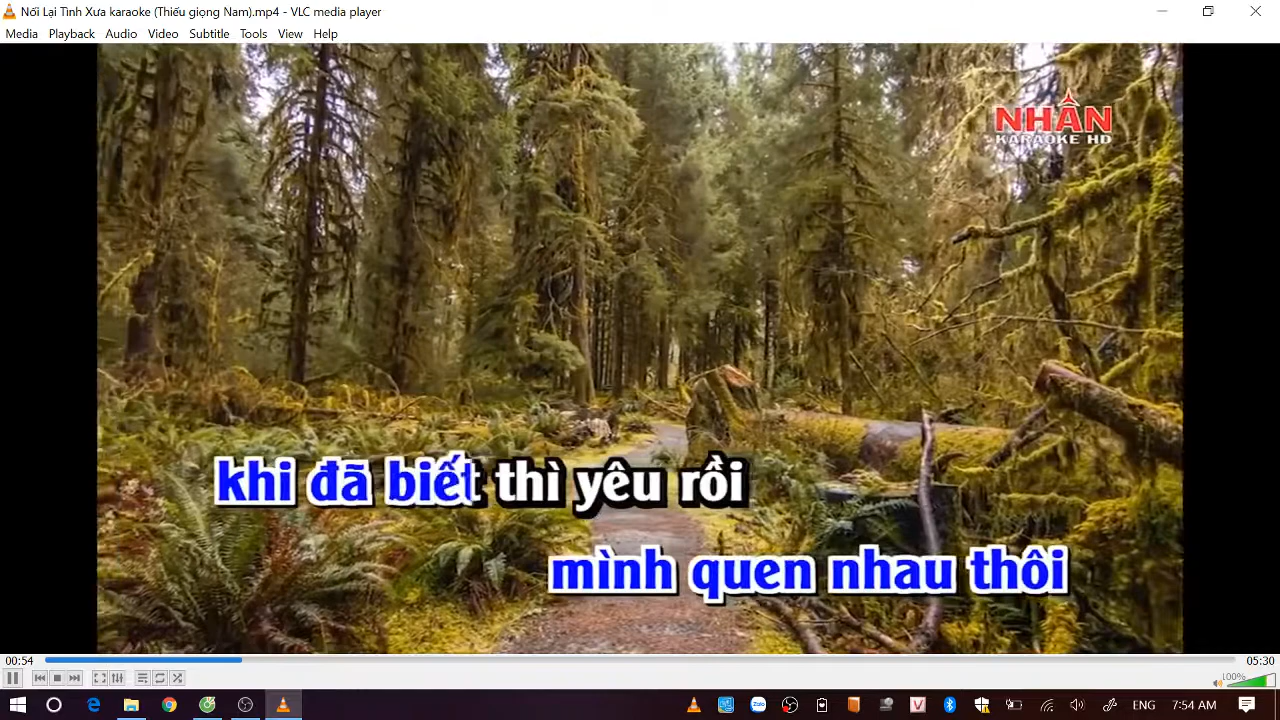 Nối Lại Tình Xưa karaoke (Thiếu giọng Nam).mp4 - VLC media player
Media Playback Audio Video Subtitle Tools View Help
NHÂN
KARAOKE HD
khi đã biết thì yêu rồi
mình quen nhau thôi
00:54
05:30
100%
Zalo
V
ENG
7:54 AM